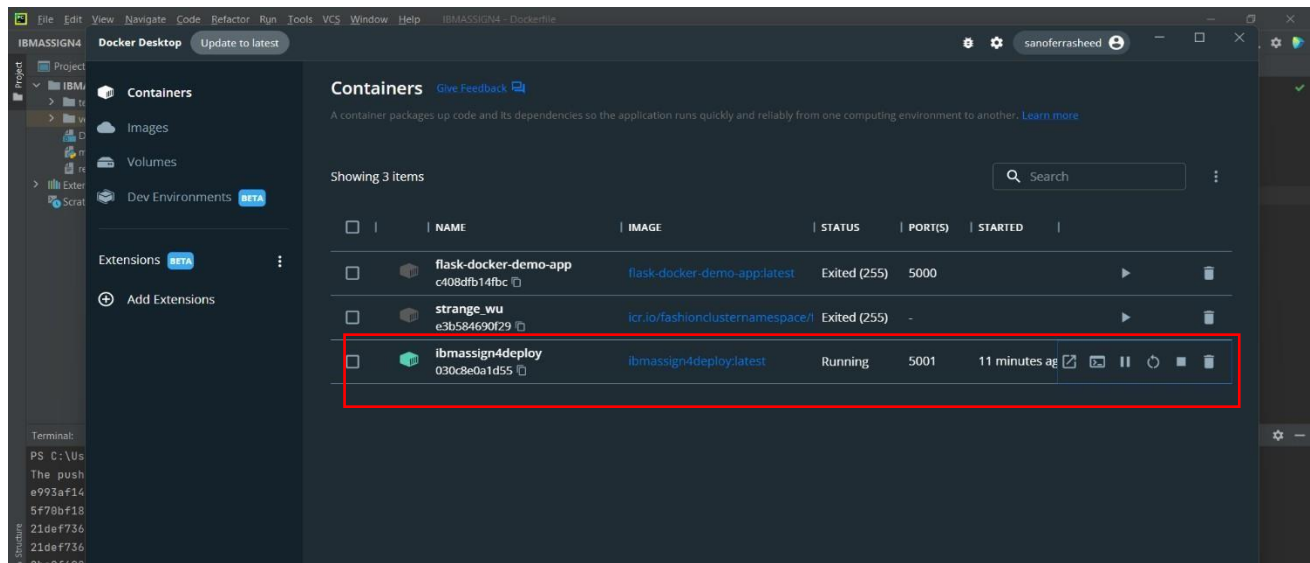 File Edit View Navigate Code Refactor Run Tools VCS Window Help IBMASSIGN4 - Dockerfile
IBMASSIGN4
Docker Desktop Update to latest sanoferrasheed
Project
Project
IBMA
Exter
Scrat
Containers
Images
Volumes
Dev Environments BETA
Extensions BETA
Add Extensions
Containers Give Feedback
A container packages up code and its dependencies so the application runs quickly and reliably from one computing environment to another. Learn more
Showing 3 items Search
NAME IMAGE STATUS PORT(S) STARTED
flask-docker-demo-app flask-docker-demo-app:latest Exited (255) 5000
c408dfb14fbc
strange_wu icr.io/fashionclusternamespace/ Exited (255) -
e3b584690f29
ibmassign4deploy ibmassign4deploy:latest Running 5001 11 minutes ag
030c8e0a1d55
Terminal:
PS C:\Us
The push
e993af14
5f70bf18
21def736
21def736
Structure